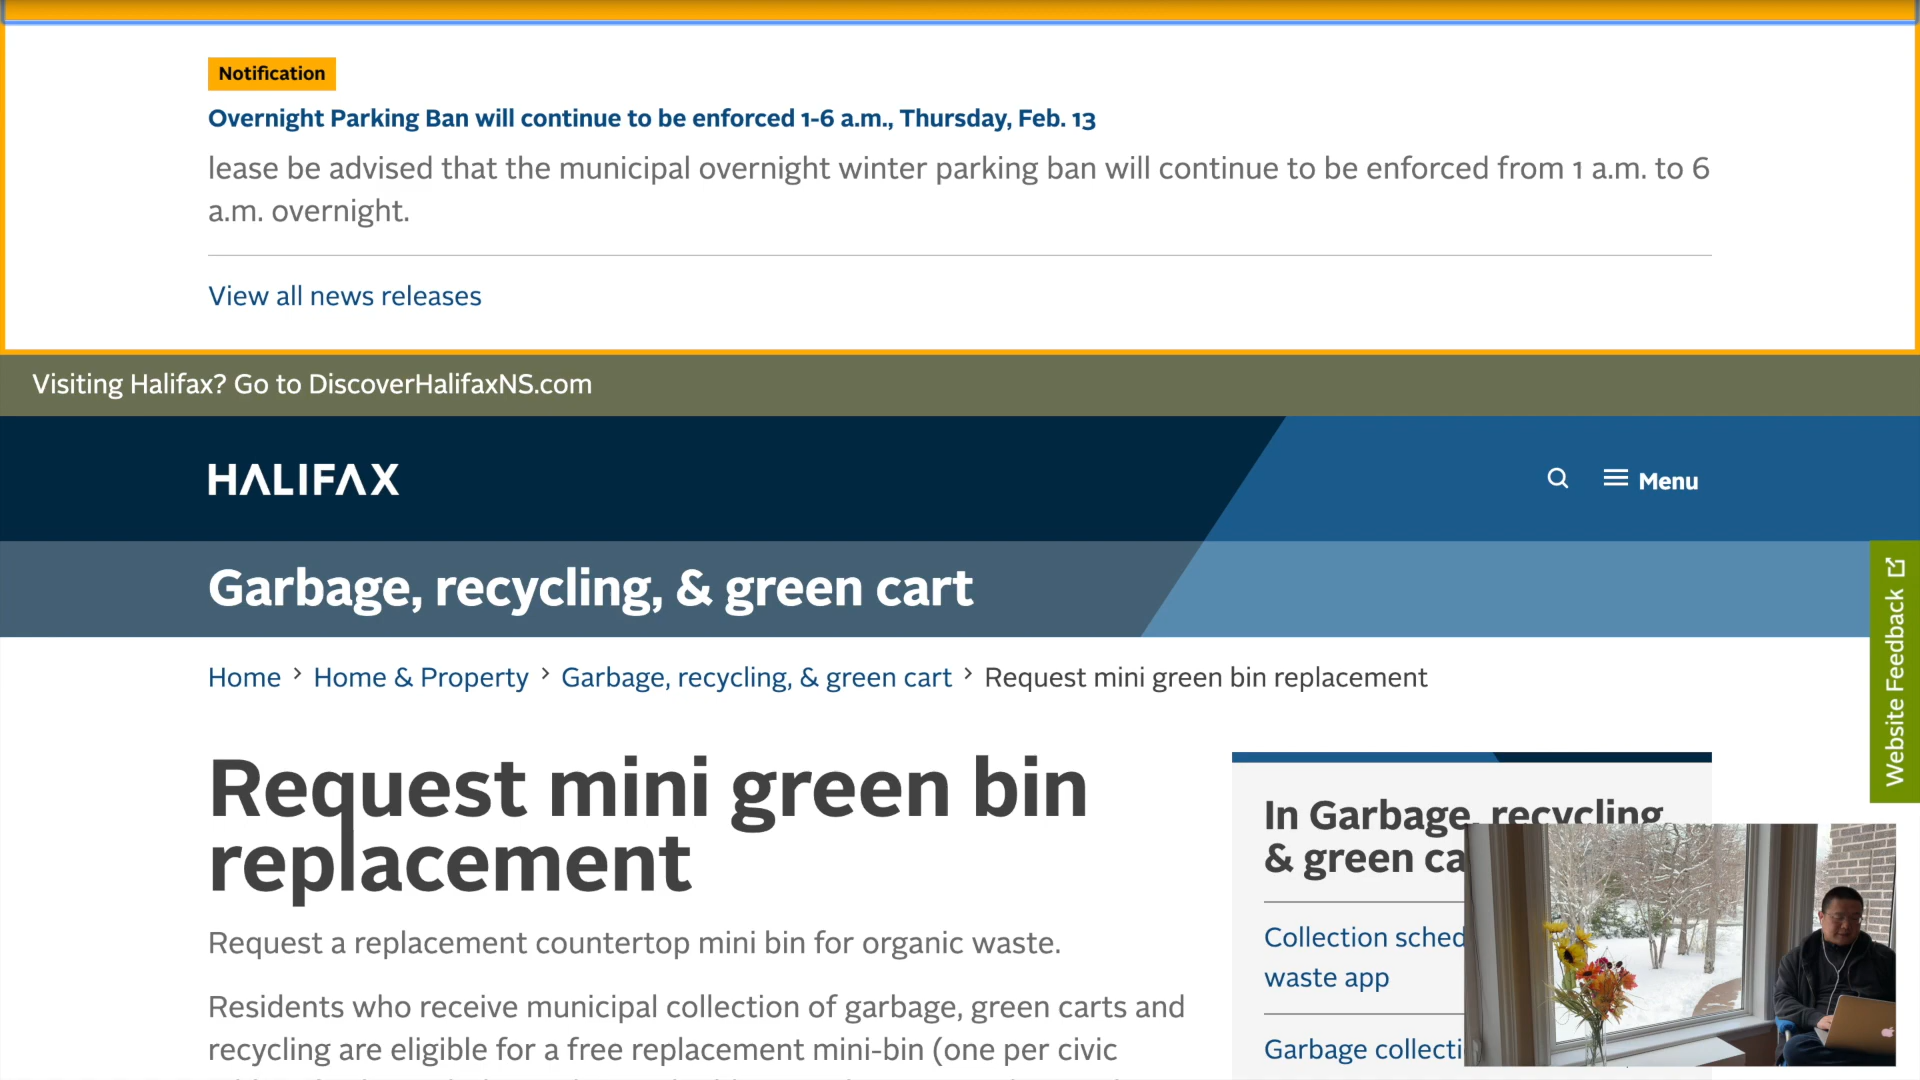 Notification
Overnight Parking Ban will continue to be enforced 1-6 a.m., Thursday, Feb. 13
lease be advised that the municipal overnight winter parking ban will continue to be enforced from 1 a.m. to 6
a.m. overnight.
View all news releases
Visiting Halifax? Go to DiscoverHalifaxNS.com
HALIFAX
Menu
Garbage, recycling, & green cart
Website Feedback
Home > Home & Property > Garbage, recycling, & green cart > Request mini green bin replacement
Request mini green bin
replacement
Request a replacement countertop mini bin for organic waste.
Residents who receive municipal collection of garbage, green carts and
recycling are eligible for a free replacement mini-bin (one per civic
In Garbage, recycling
& green ca
Collection sched
waste app
Garbage collecti